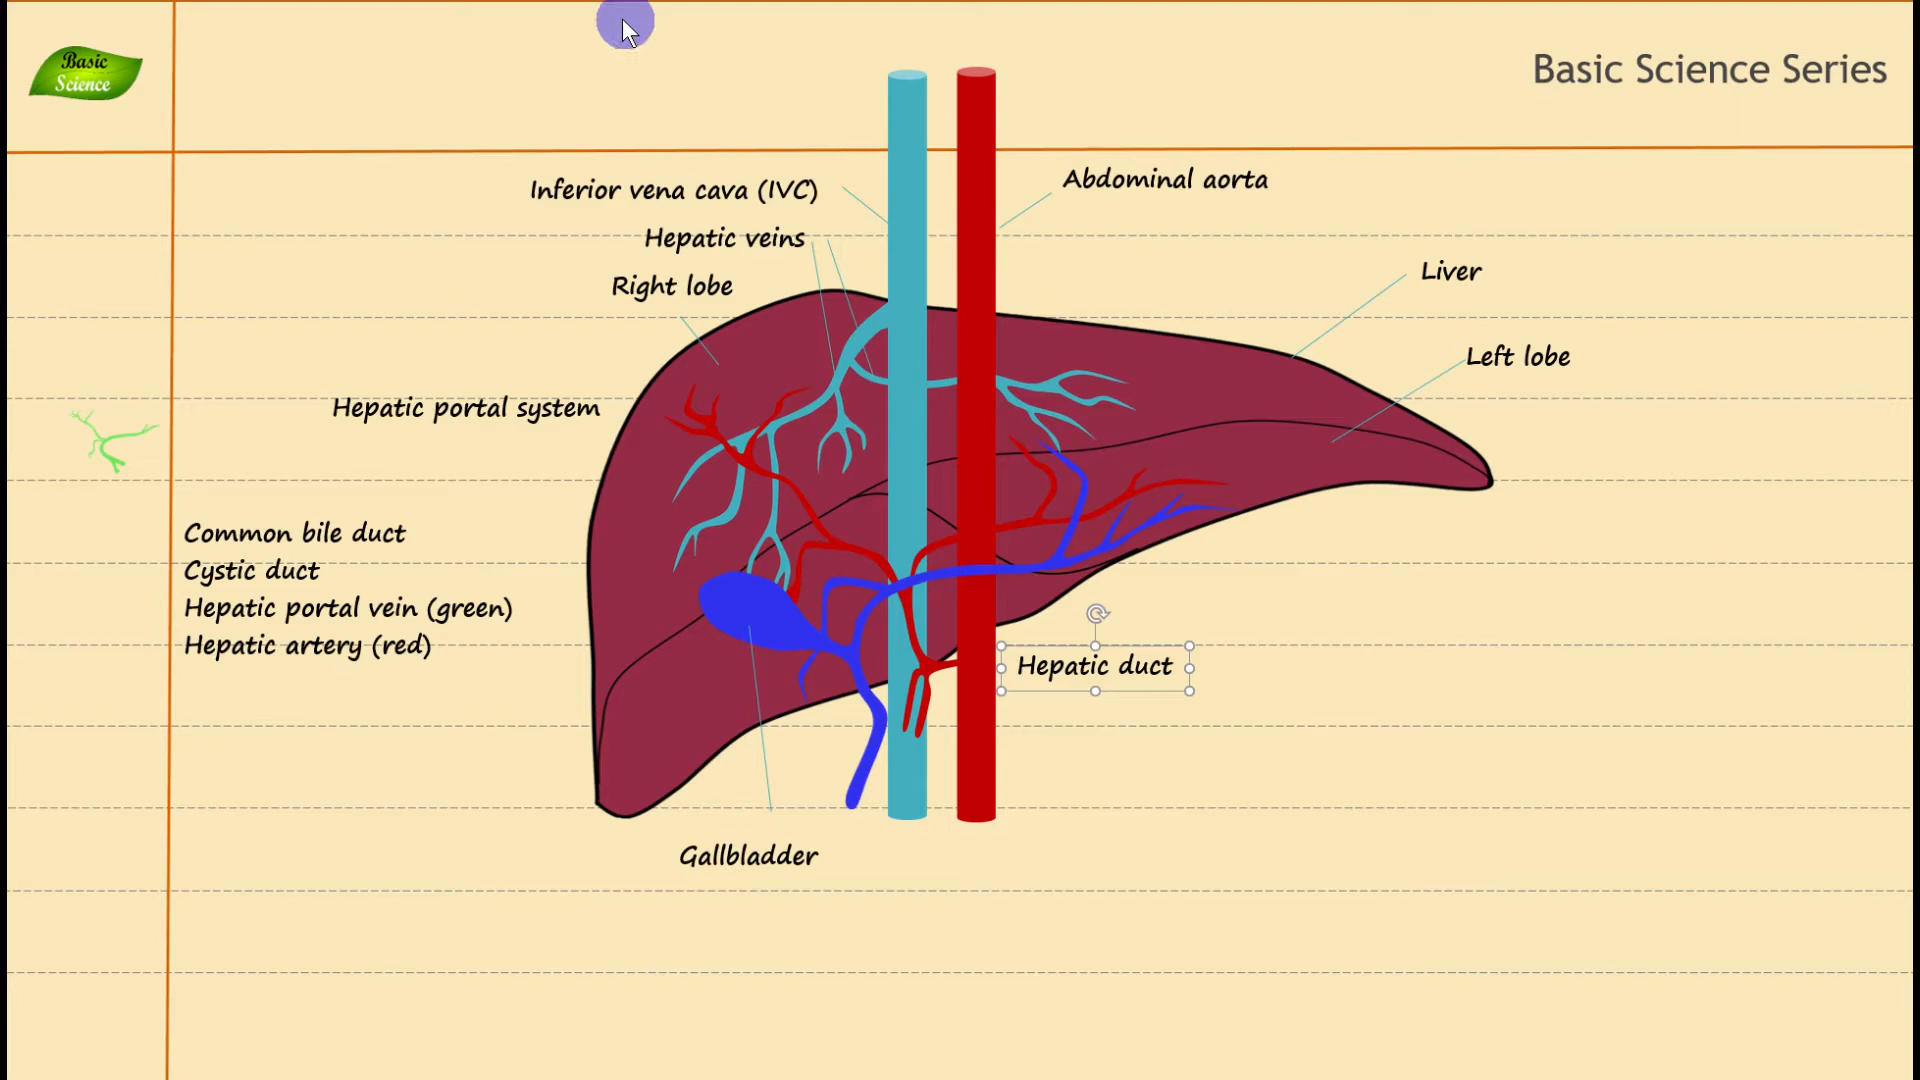 Basic
Science
Basic Science Series
Inferior vena cava (IVC)
Abdominal aorta
Hepatic veins
Right lobe
Liver
Left lobe
Hepatic portal system
Common bile duct
Cystic duct
Hepatic portal vein (green)
Hepatic artery (red)
Hepatic duct
Gallbladder